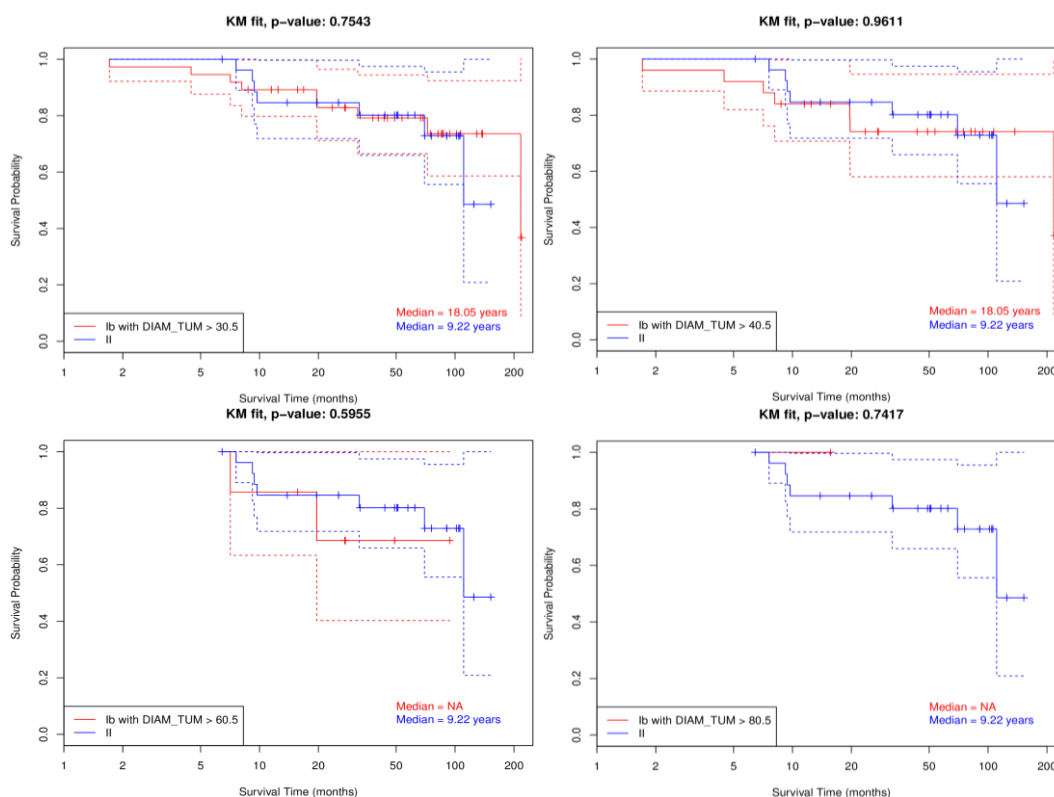 KM fit, p−value: 0.7543
Survival Probability
1.0
0.8
0.6
0.4
0.2
0.0
Median = 18.05 years
Median = 9.22 years
Ib with DIAM_TUM > 30.5
II
1 2 5 10 20 50 100 200
Survival Time (months)
KM fit, p−value: 0.9611
Survival Probability
1.0
0.8
0.6
0.4
0.2
0.0
Median = 18.05 years
Median = 9.22 years
Ib with DIAM_TUM > 40.5
II
1 2 5 10 20 50 100 200
Survival Time (months)
KM fit, p−value: 0.5955
Survival Probability
1.0
0.8
0.6
0.4
0.2
0.0
Median = NA
Median = 9.22 years
Ib with DIAM_TUM > 60.5
II
1 2 5 10 20 50 100 200
Survival Time (months)
KM fit, p−value: 0.7417
Survival Probability
1.0
0.8
0.6
0.4
0.2
0.0
Median = NA
Median = 9.22 years
Ib with DIAM_TUM > 80.5
II
1 2 5 10 20 50 100 200
Survival Time (months)